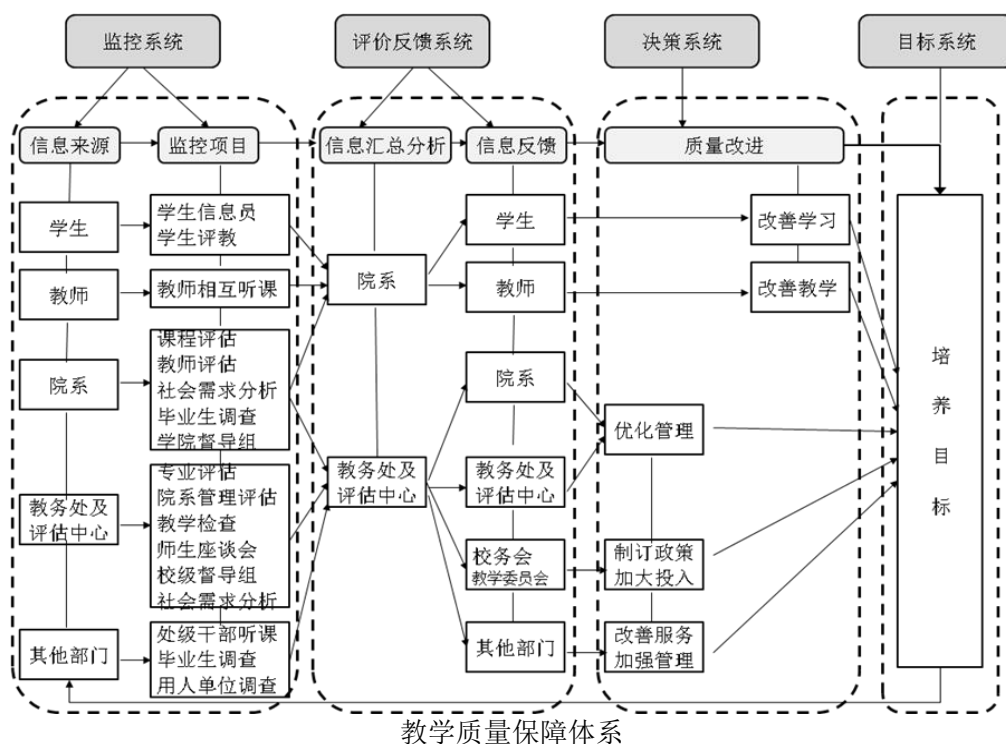 监控系统
评价反馈系统
决策系统
目标系统
信息来源
监控项目
信息汇总分析
信息反馈
质量改进
学生
教师
院系
教务处及
评估中心
其他部门
学生信息员
学生评教
教师相互听课
课程评估
教师评估
社会需求分析
毕业生调查
学院督导组
专业评估
院系管理评估
教学检查
师生座谈会
校级督导组
社会需求分析
处级干部听课
毕业生调查
用人单位调查
院系
教务处及
评估中心
学生
教师
院系
教务处及
评估中心
校务会
教学委员会
其他部门
改善学习
改善教学
优化管理
制订政策
加大投入
改善服务
加强管理
培
养
目
标
教学质量保障体系